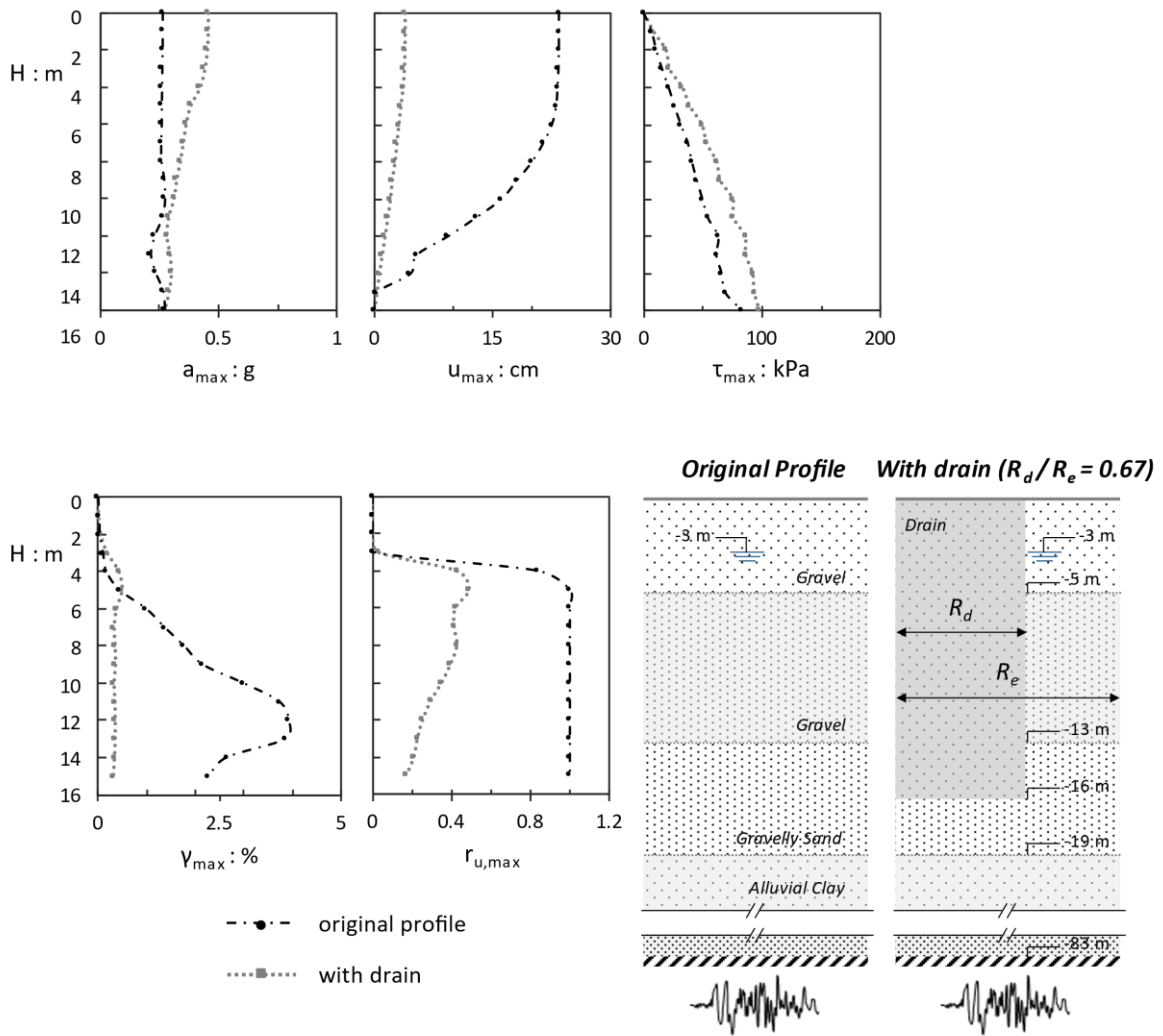 0
2
H : m
4
6
8
10
12
14
16
0 0.5 1
a_max : g
0 15 30
u_max : cm
0 100 200
τ_max : kPa
Original Profile With drain (R_d / R_e = 0.67)
0
2
H : m
4
6
8
10
12
14
16
0 2.5 5
γ_max : %
0 0.4 0.8 1.2
r_u,max
original profile
with drain
-3 m
Gravel
Gravel
Gravelly Sand
Alluvial Clay
Drain
-3 m
-5 m
R_d
R_e
-13 m
-16 m
-19 m
-83 m